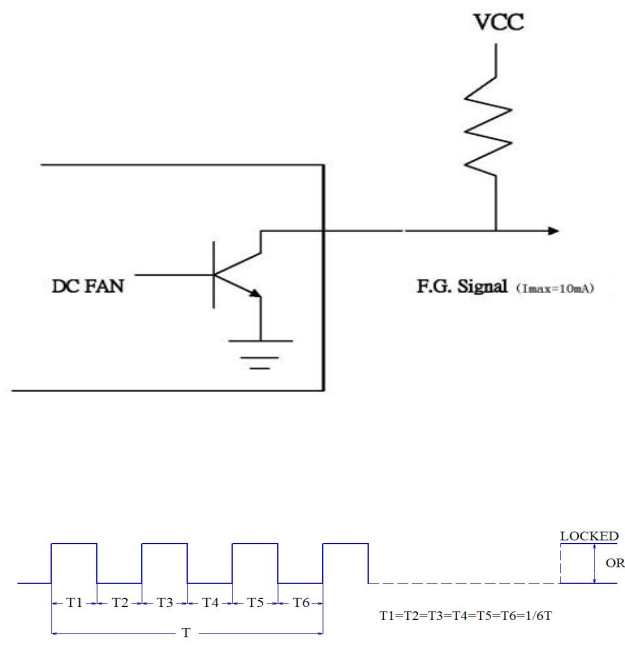 VCC
DC FAN
F.G. Signal (Imax=10mA)
LOCKED
OR
T1 T2 T3 T4 T5 T6
T1=T2=T3=T4=T5=T6=1/6T
T